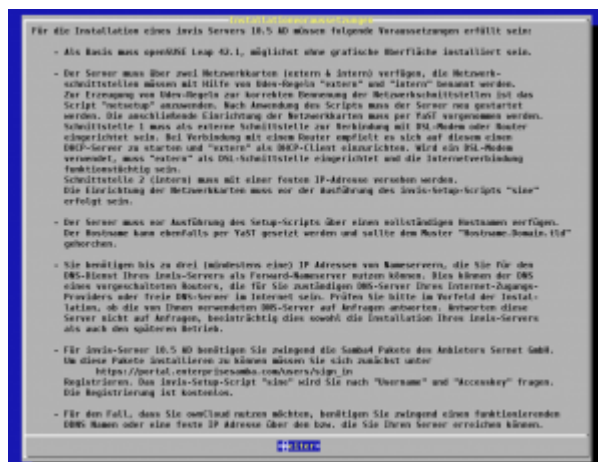 Installationsvoraussetzungen
Für die Installation eines invis Servers 10.5 AD müssen folgende Voraussetzungen erfüllt sein:
- Als Basis muss openSUSE Leap 42.1, möglichst ohne grafische Oberfläche installiert sein.
- Der Server muss über zwei Netzwerkkarten (extern & intern) verfügen, die Netzwerk-
schnittstellen müssen mit Hilfe von Udev-Regeln "extern" und "intern" benannt werden.
Zur Erzeugung von Udev-Regeln zur korrekten Benennung der Netzwerkschnittstellen ist das
Script "netsetup" anzuwenden. Nach Anwendung des Scripts muss der Server neu gestartet
werden. Die anschließende Einrichtung der Netzwerkkarten muss per YaST vorgenommen werden.
Schnittstelle 1 muss als externe Schnittstelle zur Verbindung mit DSL-Modem oder Router
eingerichtet sein. Bei Verbindung mit einem Router empfielt es sich auf diesem einen
DHCP-Server zu starten und "extern" als DHCP-Client einzurichten. Wird ein DSL-Modem
verwendet, muss "extern" als DSL-Schnittstelle eingerichtet und die Internetverbindung
funktionstüchtig sein.
Schnittstelle 2 (intern) muss mit einer festen IP-Adresse versehen werden.
Die Einrichtung der Netzwerkkarten muss vor der Ausführung des invis-Setup-Scripts "sine"
erfolgt sein.
- Der Server muss vor Ausführung des Setup-Scripts über einen vollständigen Hostnamen verfügen.
Der Hostname kann ebenfalls per YaST gesetzt werden und sollte dem Muster "Hostname.Domain.tld"
gehorchen.
- Sie benötigen bis zu drei (mindestens eine) IP Adressen von Nameservern, die Sie für den
DNS-Dienst Ihres invis-Servers als Forward-Nameserver nutzen können. Dies können der DNS
eines vorgeschalteten Routers, die für Sie zuständigen DNS-Server Ihres Internet-Zugangs-
Providers oder freie DNS-Server im Internet sein. Prüfen Sie bitte im Vorfeld der Instal-
lation, ob die von Ihnen verwendeten DNS-Server auf Anfragen antworten. Antworten diese
Server nicht auf Anfragen, beeinträchtig dies sowohl die Installation Ihres invis-Servers
als auch den späteren Betrieb.
- Für invis-Server 10.5 AD benötigen Sie zwingend die Samba4 Pakete des Anbieters Sernet GmbH.
Um diese Pakete installieren zu können müssen Sie sich zunächst unter
https://portal.enterprisesamba.com/users/sign_in
Registrieren. Das invis-Setup-Script "sine" wird Sie nach "Username" und "Accesskey" fragen.
Die Registrierung ist kostenlos.
- Für den Fall, dass Sie ownCloud nutzen möchten, benötigen Sie zwingend einen funktionierenden
DDNS Namen oder eine feste IP Adresse über den bzw. die Sie Ihren Server erreichen können.
<Weiter>